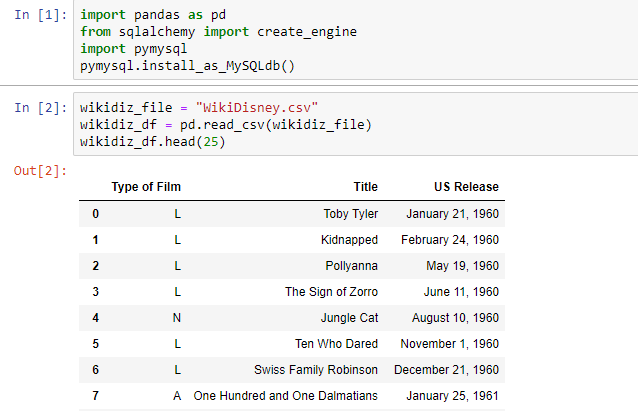 In [1]: import pandas as pd
from sqlalchemy import create_engine
import pymysql
pymysql.install_as_MySQLdb()
In [2]: wikidiz_file = "WikiDisney.csv"
wikidiz_df = pd.read_csv(wikidiz_file)
wikidiz_df.head(25)
Out[2]:
Type of Film Title US Release
0 L Toby Tyler January 21, 1960
1 L Kidnapped February 24, 1960
2 L Pollyanna May 19, 1960
3 L The Sign of Zorro June 11, 1960
4 N Jungle Cat August 10, 1960
5 L Ten Who Dared November 1, 1960
6 L Swiss Family Robinson December 21, 1960
7 A One Hundred and One Dalmatians January 25, 1961